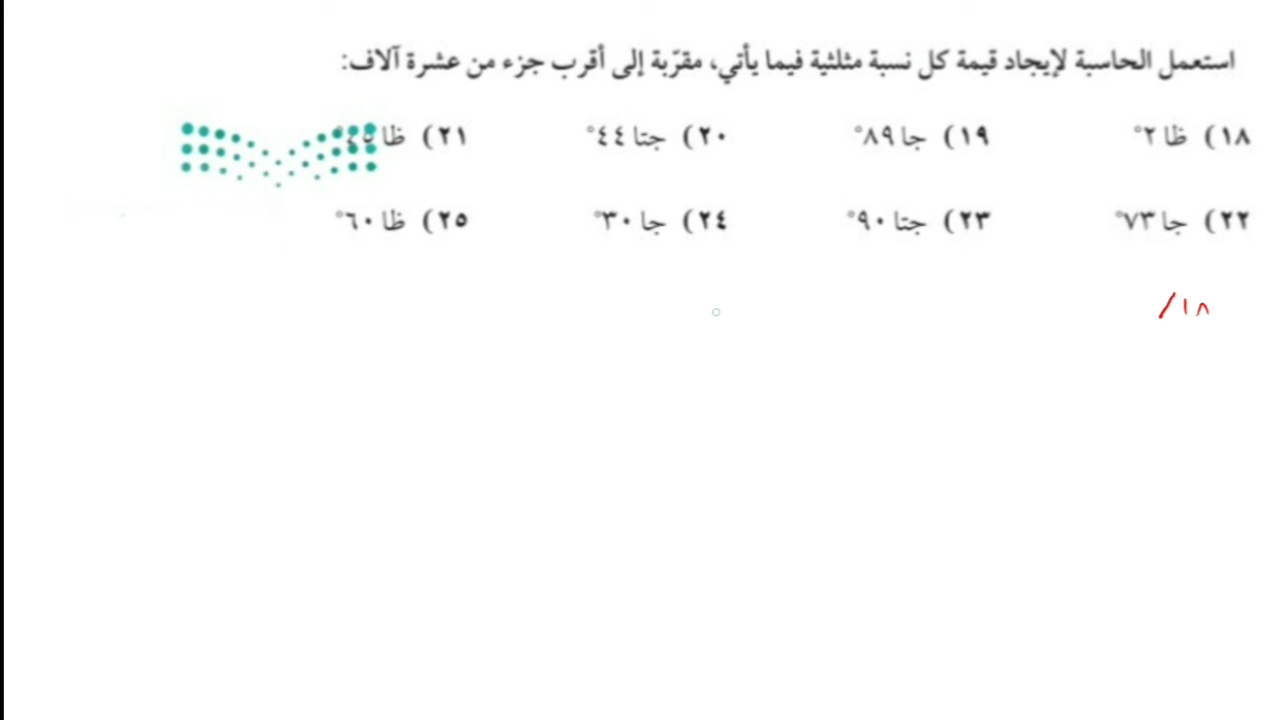 استعمل الحاسبة لإيجاد قيمة كل نسبة مثلثية فيما يأتي، مقرّبة إلى أقرب جزء من عشرة آلاف:
١٨) ظا ٢° ١٩) جا ٨٩° ٢٠) جتا ٤٤° ٢١) ظا ٤٥°
٢٢) جا ٧٣° ٢٣) جتا ٩٠° ٢٤) جا ٣٠° ٢٥) ظا ٦٠°
١٨/